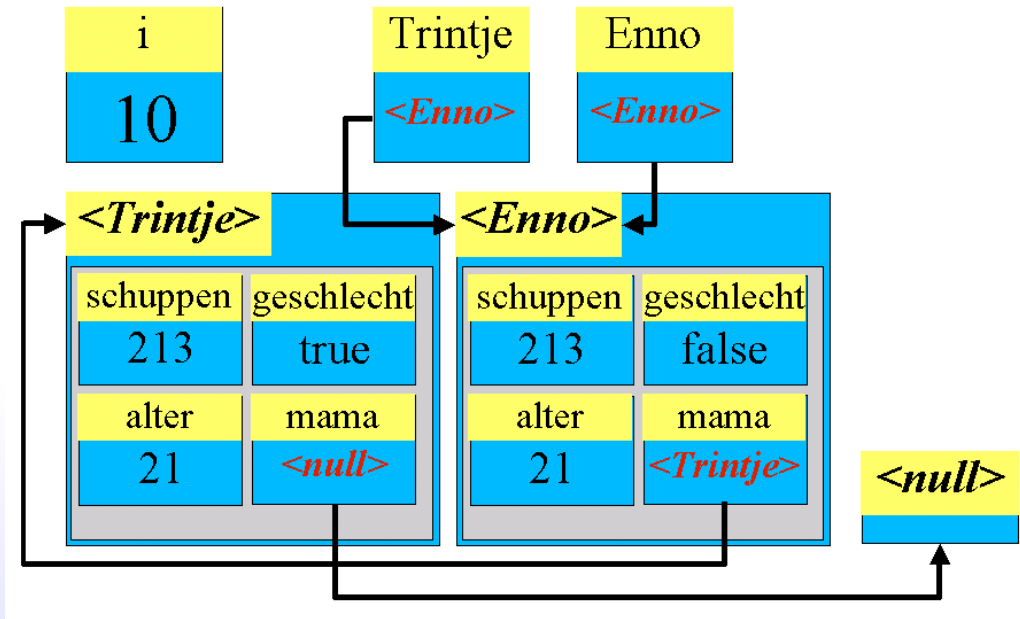 i
Trintje
Enno
10
<Enno>
<Enno>
<Trintje>
<Enno>
schuppen
geschlecht
213
true
alter
mama
21
<null>
schuppen
geschlecht
213
false
alter
mama
21
<Trintje>
<null>